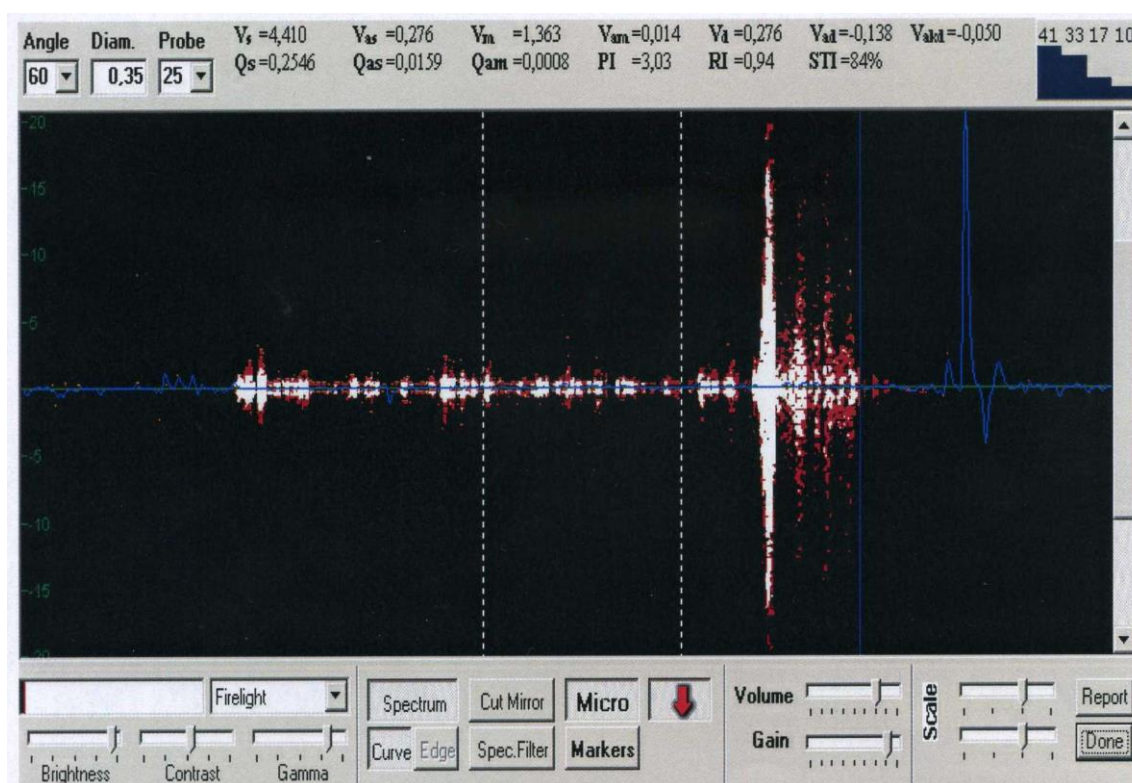 Angle Diam. Probe
60 0,35 25
Vs =4,410 Vas =0,276 Vm =1,363 Vam =0,014 Vd =0,276 Vad=-0,138 Vakd=-0,050
Qs =0,2546 Qas =0,0159 Qam =0,0008 PI =3,03 RI =0,94 STI =84%
41 33 17 10
-20
-15
-10
-5
-0
-5
-10
-15
-20
Firelight
Brightness Contrast Gamma
Spectrum Cut Mirror Micro
Curve Edge Spec.Filter Markers
Volume
Gain
Scale
Report
Done